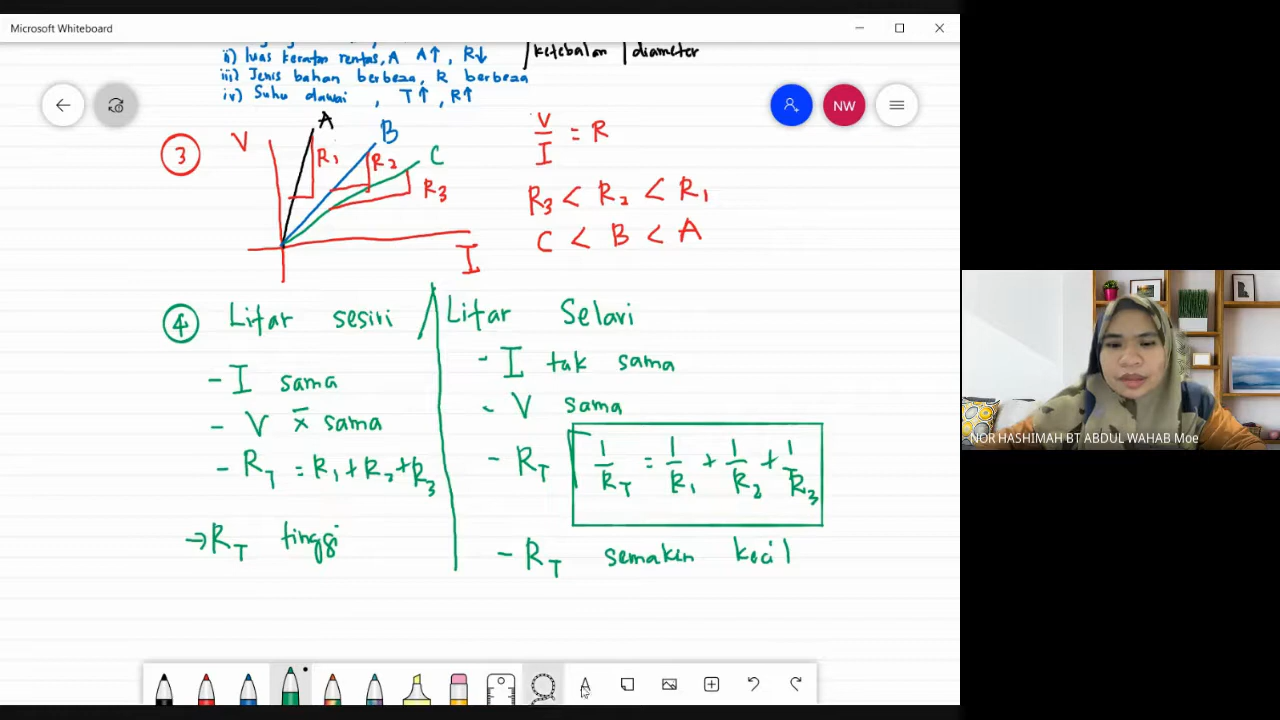 Microsoft Whiteboard
ii) luas keratan rentas, A A↑, R↓ / ketebalan | diameter
iii) Jenis bahan berbeza, R berbeza
iv) Suhu dawai , T↑, R↑
NW
3
V
A
B
C
R1
R2
R3
I
V/I = R
R3 < R2 < R1
C < B < A
4 Litar sesiri / Litar Selari
- I sama
- V x̄ sama
- RT = R1 + R2 + R3
→ RT tinggi
- I tak sama
- V sama
- RT 1/RT = 1/R1 + 1/R2 + 1/R3
- RT semakin kecil
NOR HASHIMAH BT ABDUL WAHAB Moe